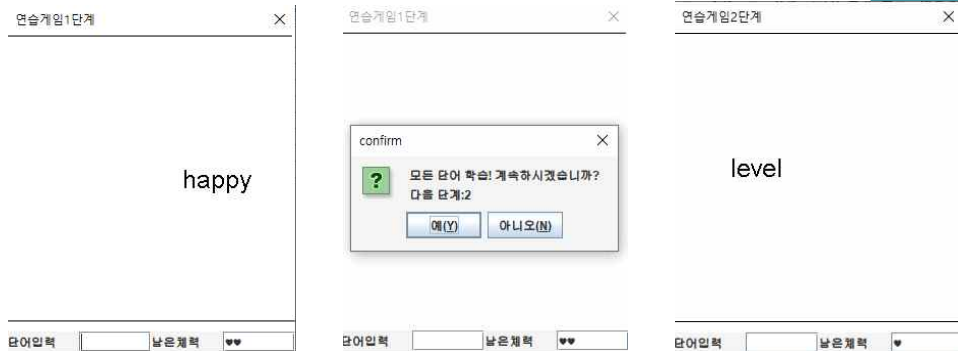 연습게임1단계
happy
단어입력
남은체력 ♥♥
연습게임1단계
confirm
모든 단어 학습! 계속하시겠습니까?
다음 단계:2
예(Y)
아니오(N)
단어입력
남은체력 ♥♥
연습게임2단계
level
단어입력
남은체력 ♥